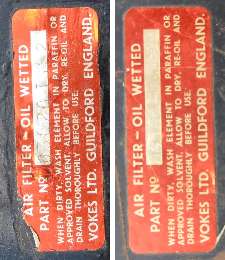 AIR FILTER - OIL WETTED
PART NO
WHEN DIRTY, WASH ELEMENT IN PARAFFIN OR
APPROVED SOLVENT. ALLOW TO DRY, RE-OIL AND
DRAIN THOROUGHLY BEFORE USE.
VOKES LTD. GUILDFORD ENGLAND.
AIR FILTER - OIL WETTED
PART NO
WHEN DIRTY, WASH ELEMENT IN PARAFFIN OR
APPROVED SOLVENT. ALLOW TO DRY, RE-OIL AND
DRAIN THOROUGHLY BEFORE USE.
VOKES LTD. GUILDFORD ENGLAND.